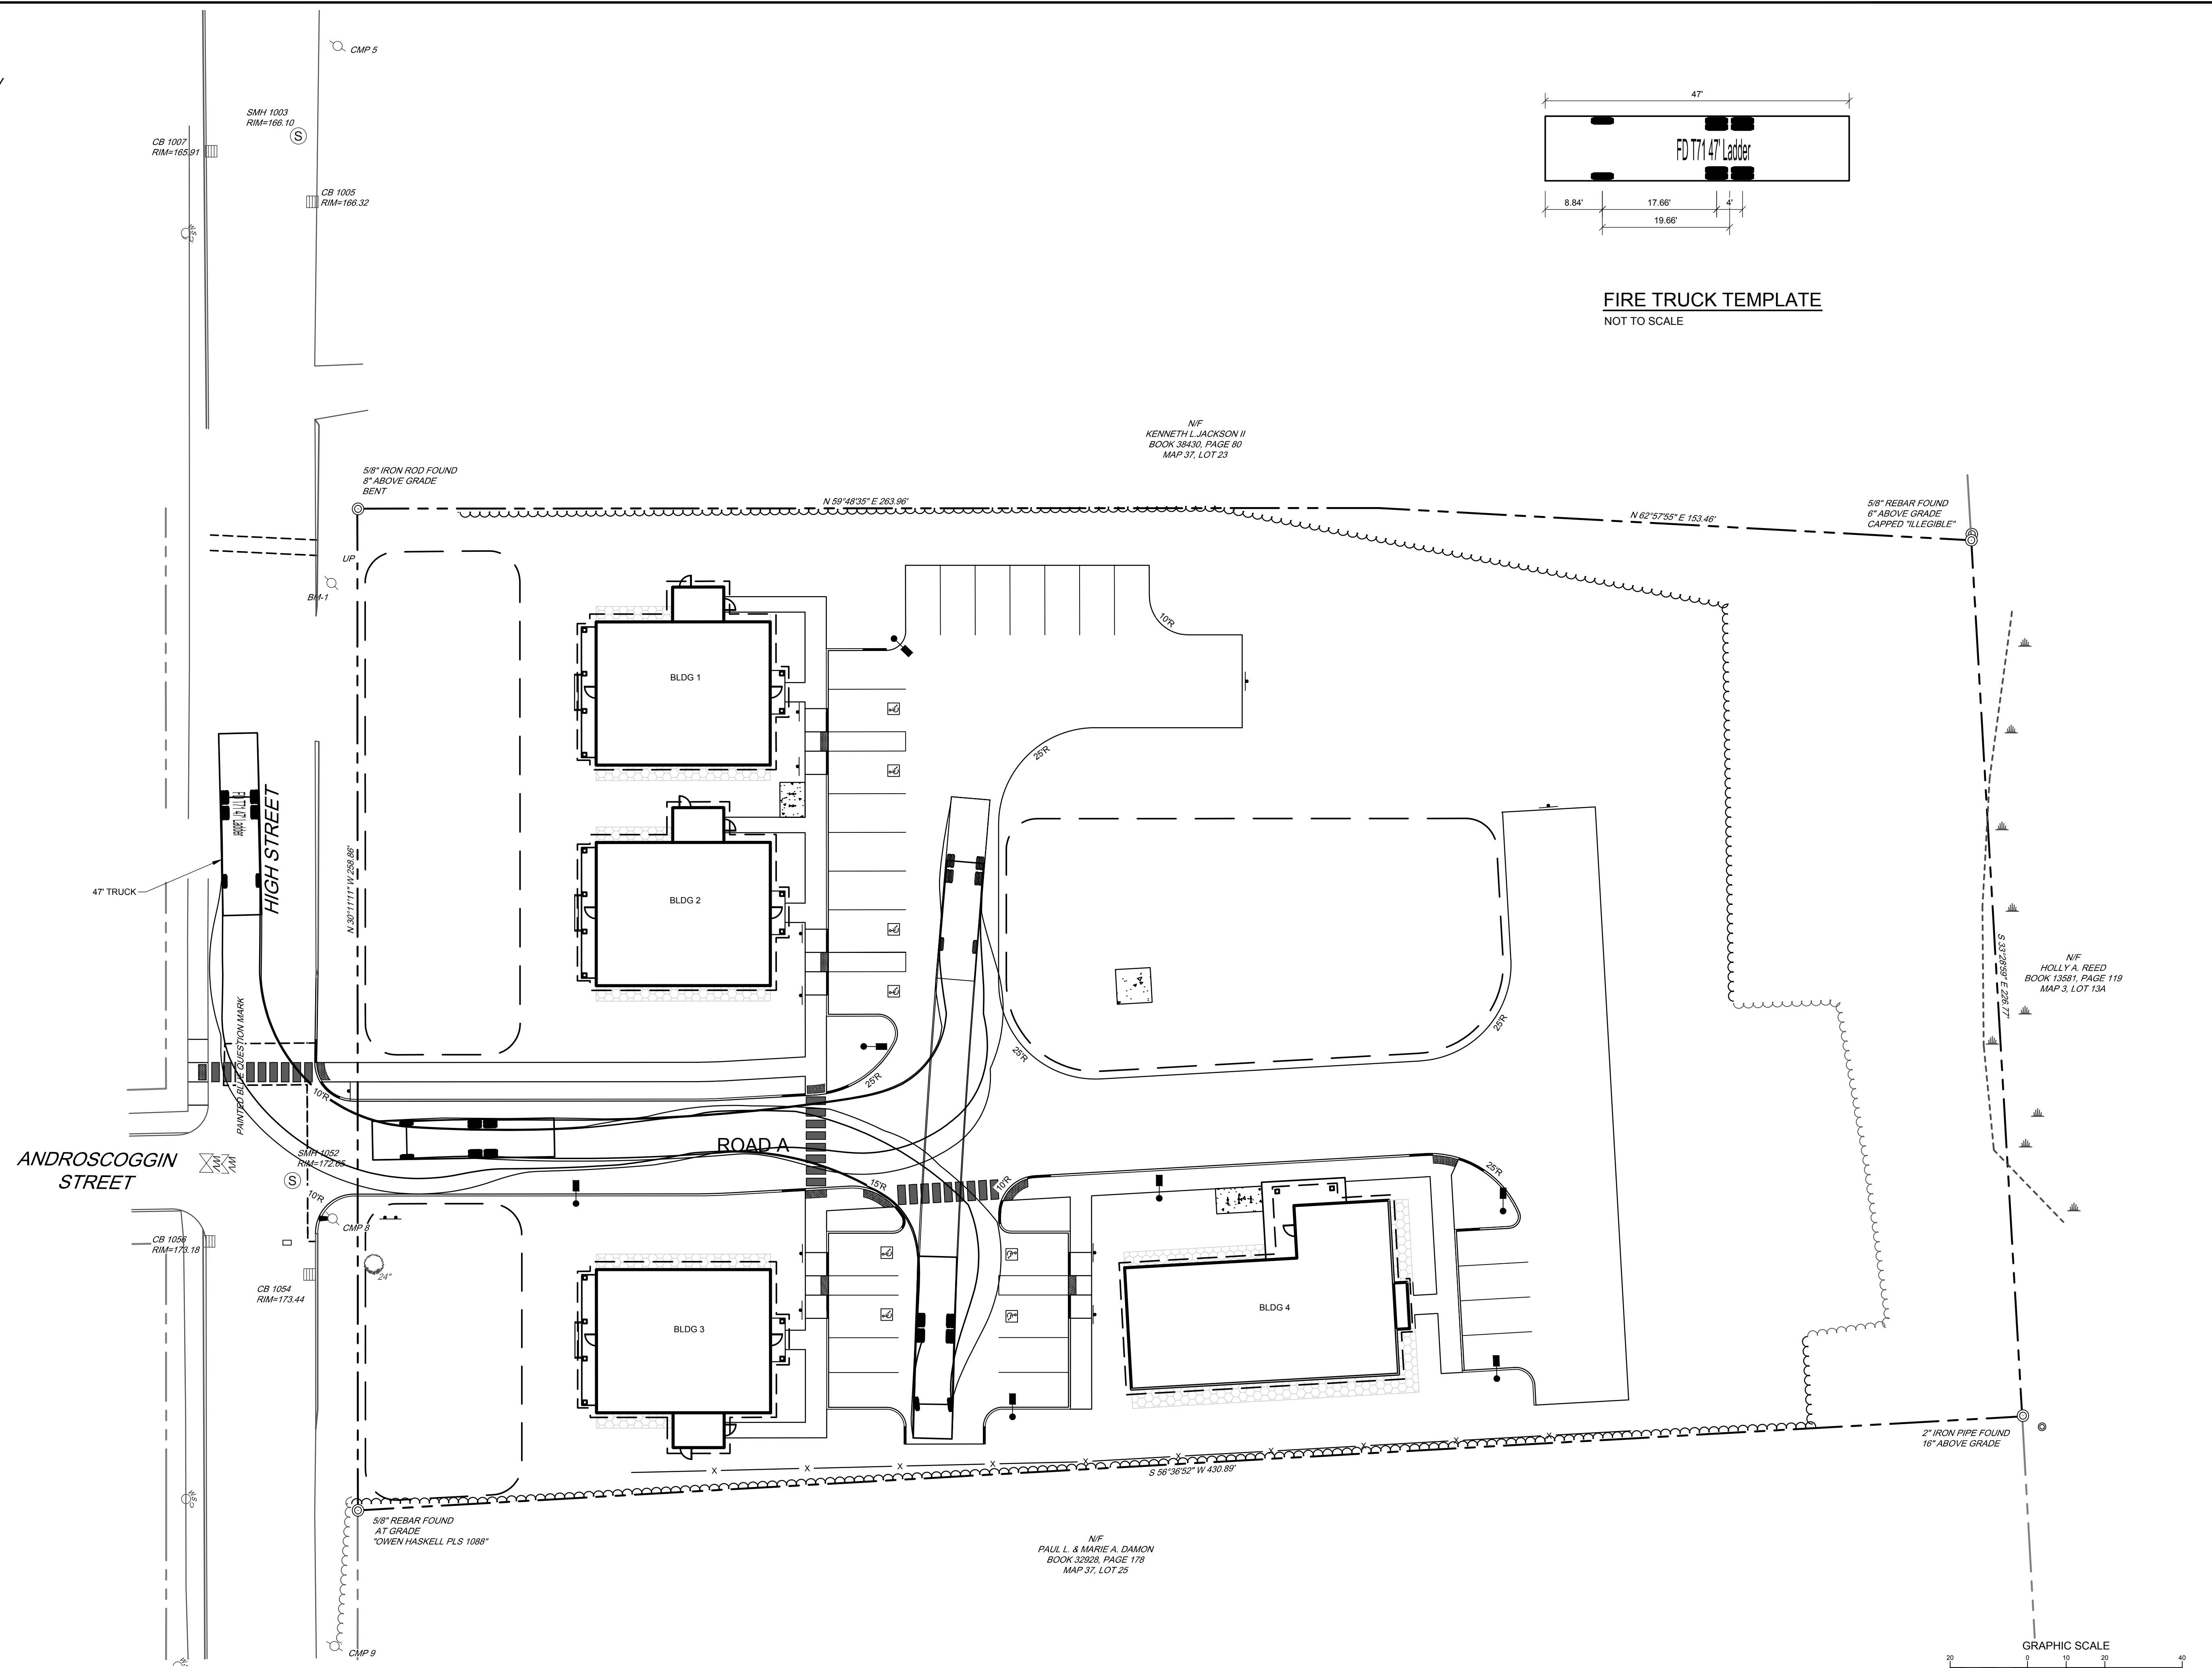 CMP 5
SMH 1003
RIM=166.10
S
CB 1007
RIM=165.91
CB 1005
RIM=166.32
47'
FD T71 47' Ladder
8.84'
17.66'
4'
19.66'
FIRE TRUCK TEMPLATE
NOT TO SCALE
N/F
KENNETH L.JACKSON II
BOOK 38430, PAGE 80
MAP 37, LOT 23
5/8" IRON ROD FOUND
8" ABOVE GRADE
BENT
N 59°48'35" E 263.96'
N 62°57'55" E 153.46'
5/8" REBAR FOUND
6" ABOVE GRADE
CAPPED "ILLEGIBLE"
UP
BM-1
10'R
BLDG 1
25'R
FD T71 47' Ladder
HIGH STREET
47' TRUCK
N 30°11'11" W 258.86'
BLDG 2
S 33°28'59" E 226.77'
N/F
HOLLY A. REED
BOOK 13581, PAGE 119
MAP 3, LOT 13A
PAINTED BLUE QUESTION MARK
25'R
25'R
25'R
10'R
ROAD A
ANDROSCOGGIN
STREET
SMH 1052
RIM=172.65
S
10'R
15'R
10'R
25'R
CMP 8
CB 1056
RIM=173.18
24"
CB 1054
RIM=173.44
BLDG 3
BLDG 4
X
X
X
X
X
X
X
X
X
X
S 56°36'52" W 430.89'
2" IRON PIPE FOUND
16" ABOVE GRADE
5/8" REBAR FOUND
AT GRADE
"OWEN HASKELL PLS 1088"
N/F
PAUL L. & MARIE A. DAMON
BOOK 32928, PAGE 178
MAP 37, LOT 25
CMP 9
GRAPHIC SCALE
20 0 10 20 40